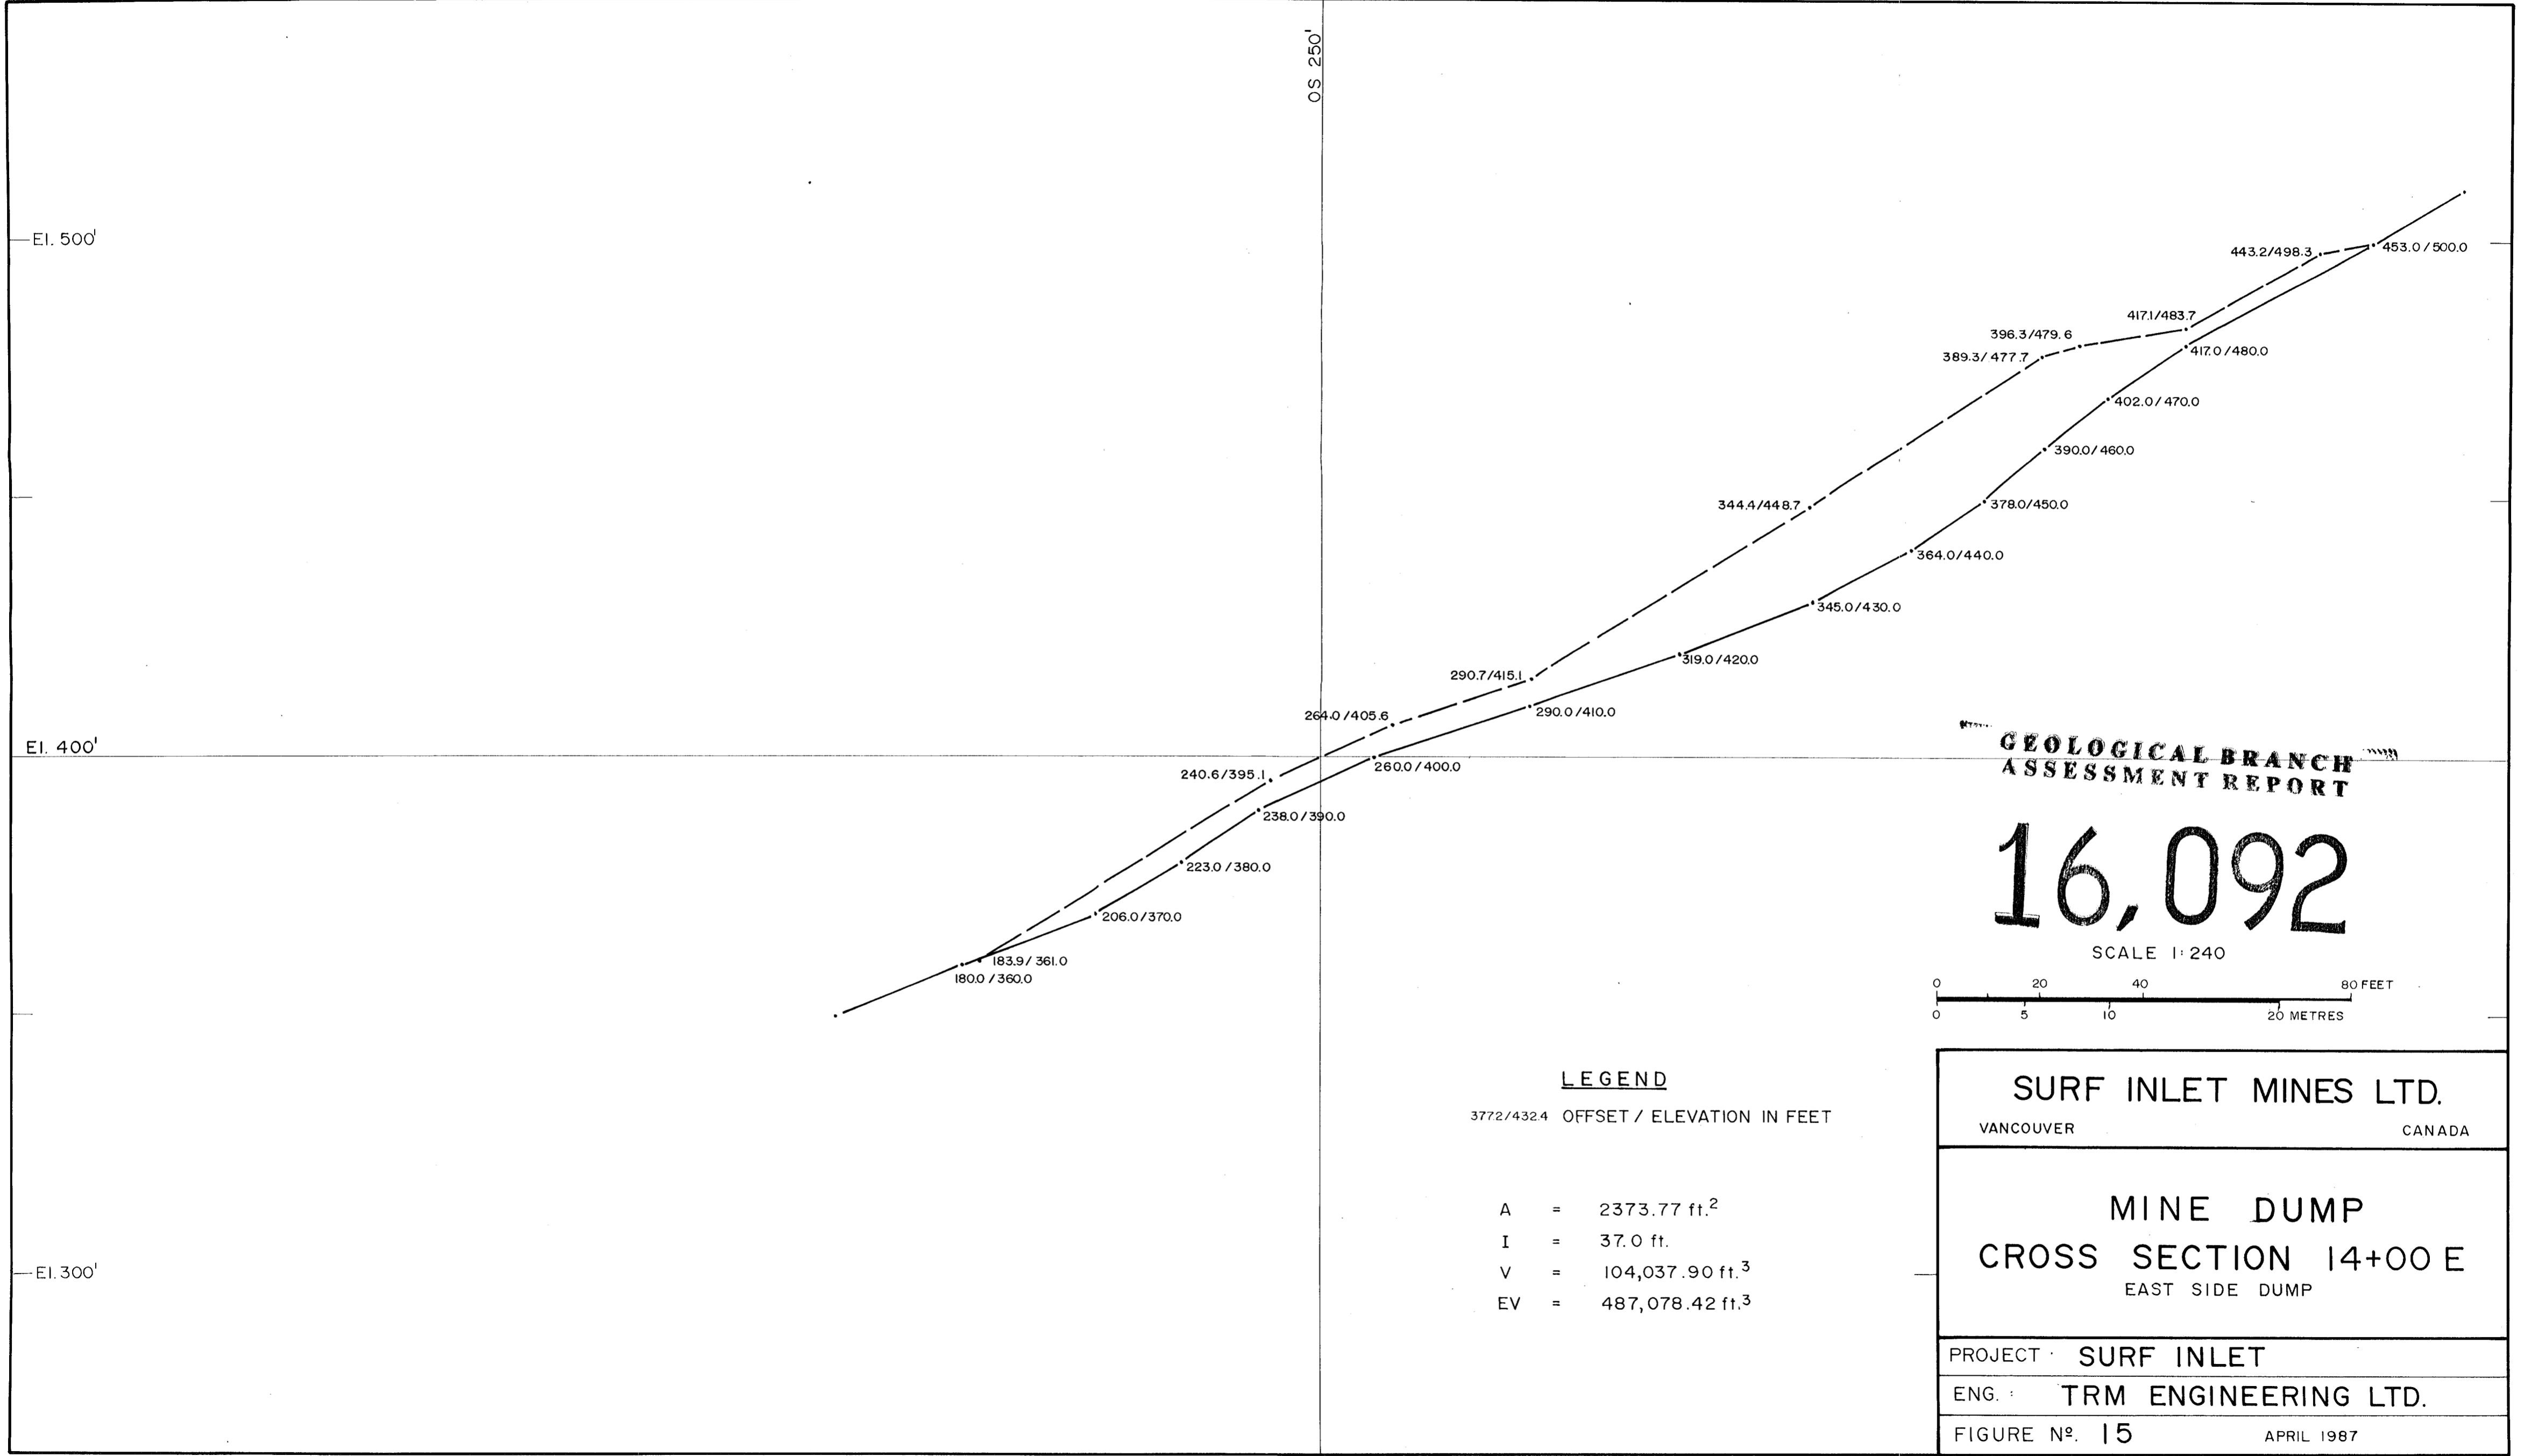 OS 250'
El. 500'
443.2/498.3
453.0/500.0
417.1/483.7
396.3/479.6
389.3/477.7
417.0/480.0
402.0/470.0
390.0/460.0
344.4/448.7
378.0/450.0
364.0/440.0
345.0/430.0
290.7/415.1
319.0/420.0
264.0/405.6
290.0/410.0
El. 400'
240.6/395.1
260.0/400.0
238.0/390.0
223.0/380.0
206.0/370.0
183.9/361.0
180.0/360.0
El. 300'
GEOLOGICAL BRANCH
ASSESSMENT REPORT
16,092
SCALE 1:240
0 20 40 80 FEET
0 5 10 20 METRES
LEGEND
3772/432.4 OFFSET / ELEVATION IN FEET
A = 2373.77 ft.²
I = 37.0 ft.
V = 104,037.90 ft.³
EV = 487,078.42 ft.³
SURF INLET MINES LTD.
VANCOUVER CANADA
MINE DUMP
CROSS SECTION 14+00 E
EAST SIDE DUMP
PROJECT : SURF INLET
ENG. : TRM ENGINEERING LTD.
FIGURE Nº. 15 APRIL 1987